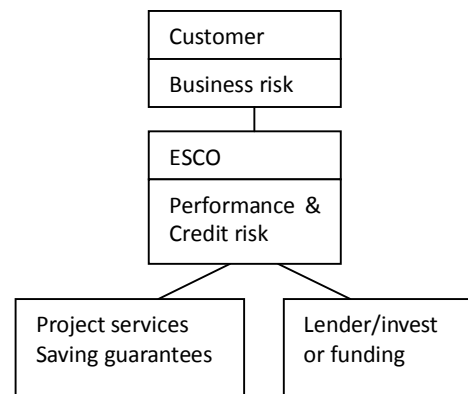 Customer
Business risk
ESCO
Performance &
Credit risk
Project services
Saving guarantees
Lender/invest
or funding